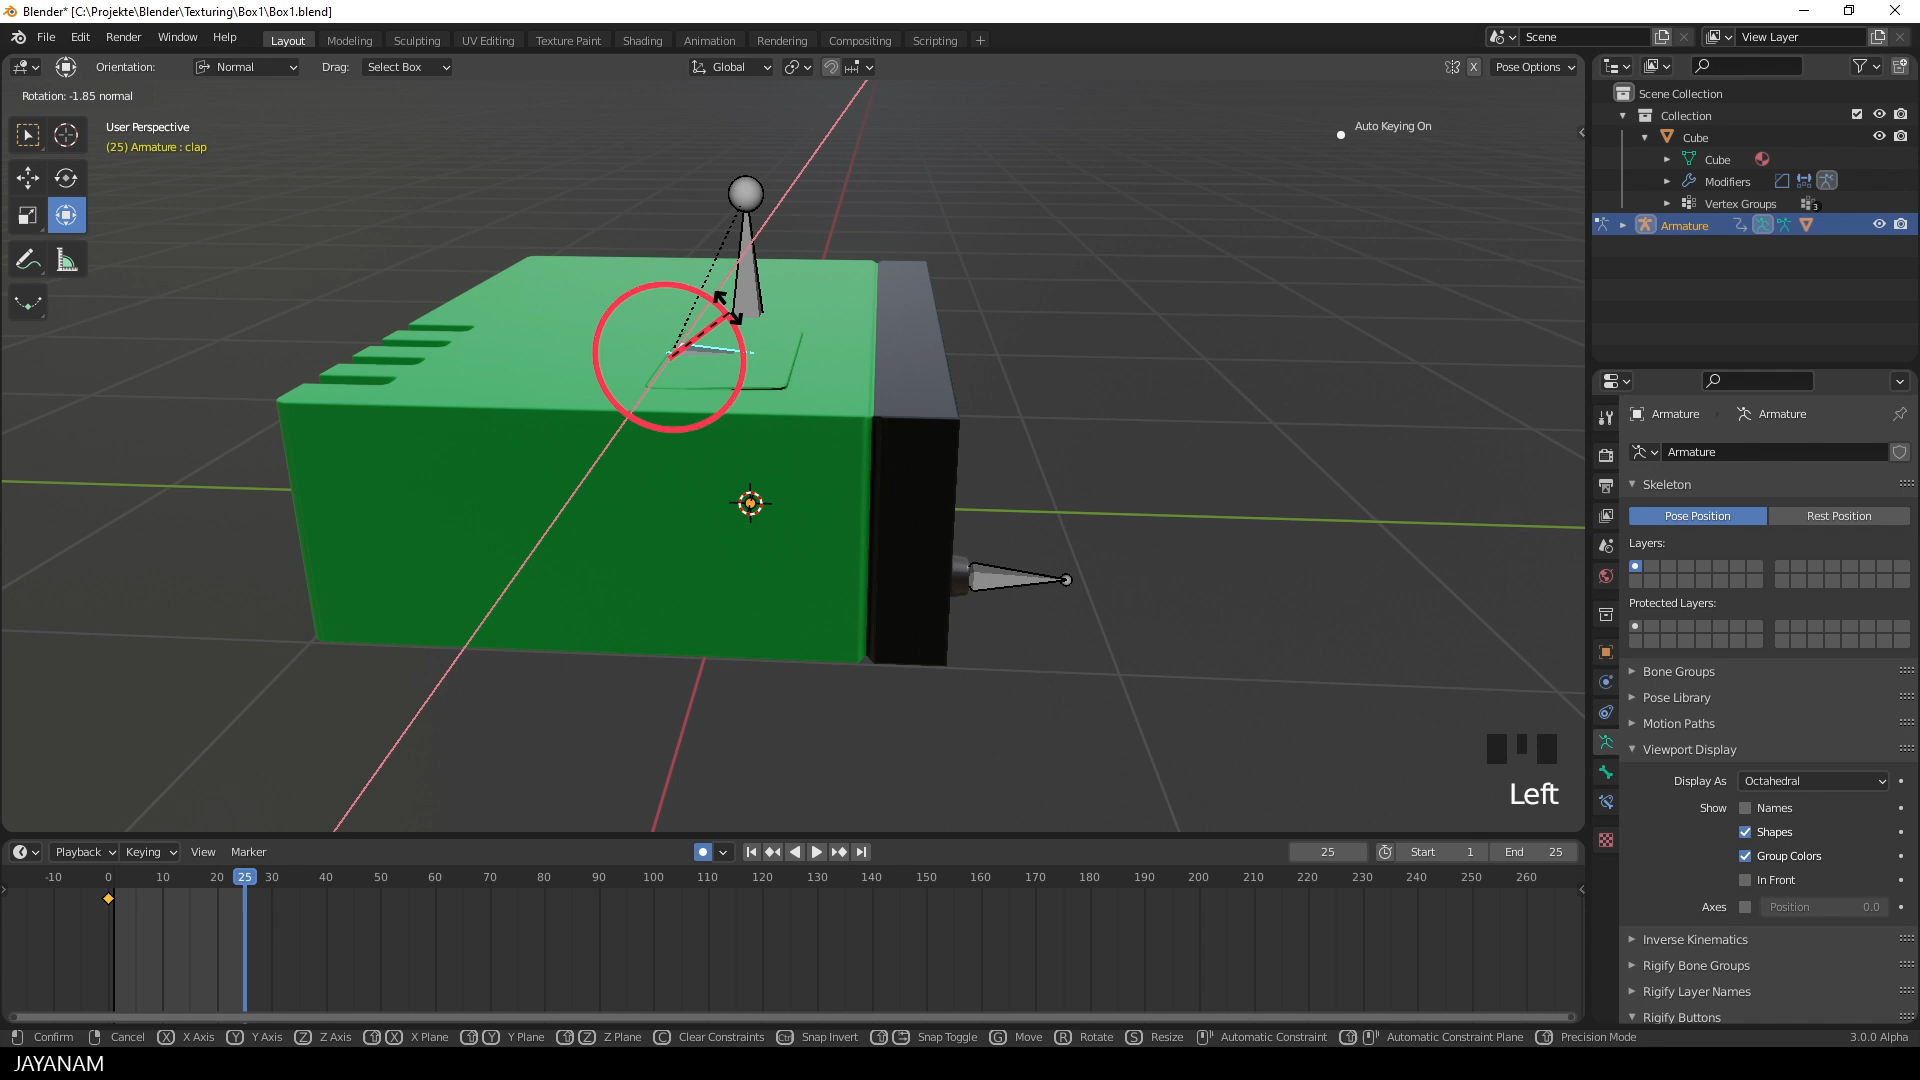 Blender* [C:\Projekte\Blender\Texturing\Box1\Box1.blend]
File Edit Render Window Help Layout Modeling Sculpting UV Editing Texture Paint Shading Animation Rendering Compositing Scripting + Scene View Layer
Orientation: Normal Drag: Select Box Global X Pose Options
Rotation: -1.85 normal
User Perspective
(25) Armature : clap
Auto Keying On
Scene Collection
Collection
Cube
Cube
Modifiers
Vertex Groups 3
Armature
Armature Armature
Armature
Skeleton
Pose Position Rest Position
Layers:
Protected Layers:
Bone Groups
Pose Library
Motion Paths
Viewport Display
Display As Octahedral
Show Names
Shapes
Group Colors
In Front
Axes Position 0.0
Inverse Kinematics
Rigify Bone Groups
Rigify Layer Names
Rigify Buttons
Left
Playback Keying View Marker 25 Start 1 End 25
-10 0 10 20 25 30 40 50 60 70 80 90 100 110 120 130 140 150 160 170 180 190 200 210 220 230 240 250 260
Confirm Cancel X X Axis Y Y Axis Z Z Axis X X Plane Y Y Plane Z Z Plane C Clear Constraints Ctrl Snap Invert Snap Toggle G Move R Rotate S Resize Automatic Constraint Automatic Constraint Plane Precision Mode 3.0.0 Alpha
JAYANAM